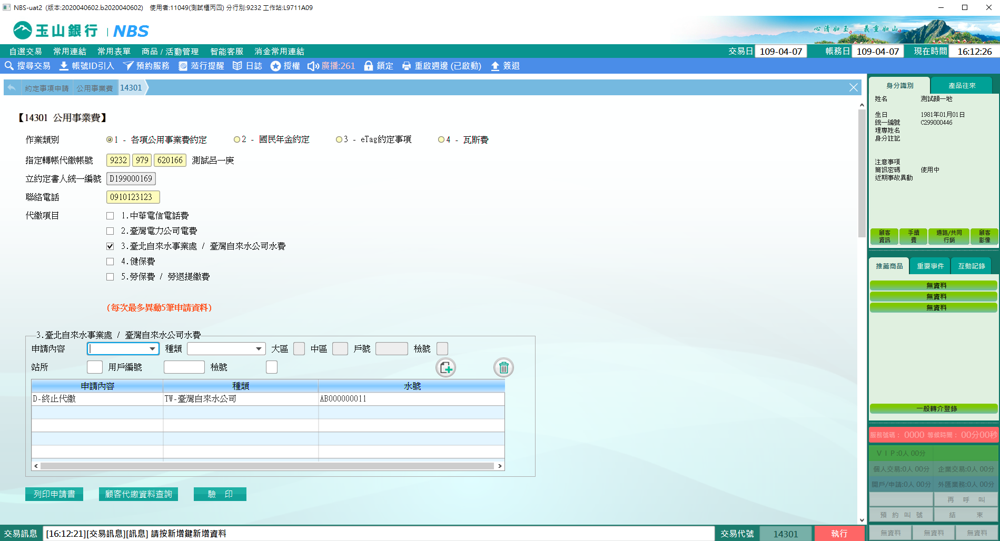 NBS-uat2 (版本:2020040602.b2020040602) 使用者:11049(測試櫃丙四) 分行別:9232 工作站:L9711A09
玉山銀行 | NBS
心清如玉。義重如山。
自選交易 常用連結 常用表單 商品 / 活動管理 智能客服 消金常用連結 交易日 109-04-07 帳務日 109-04-07 現在時間 16:12:26
搜尋交易 帳號ID引入 預約服務 蒞行提醒 日誌 授權 廣播:261 鎖定 重啟週邊 (已啟動) 簽退
約定事項申請 公用事業費 14301
【14301 公用事業費】
作業類別 1 - 各項公用事業費約定 2 - 國民年金約定 3 - eTag約定事項 4 - 瓦斯費
指定轉帳代繳帳號 9232 979 620166 測試呂一庚
立約定書人統一編號 D199000169
聯絡電話 0910123123
代繳項目 1.中華電信電話費
2.臺灣電力公司電費
3.臺北自來水事業處 / 臺灣自來水公司水費
4.健保費
5.勞保費 / 勞退提繳費
(每次最多異動5筆申請資料)
3.臺北自來水事業處 / 臺灣自來水公司水費
申請內容 種類 大區 中區 戶號 檢號
站所 用戶編號 檢號
申請內容 種類 水號
D-終止代繳 TW-臺灣自來水公司 AB000000011
列印申請書 顧客代繳資料查詢 驗 印
交易訊息 [16:12:21][交易訊息][訊息] 請按新增鍵新增資料 交易代號 14301 執行
身分識別 產品往來
姓名 測試顏一地
生日 1981年01月01日
統一編號 C299000446
理專姓名
身分註記
注意事項
簡訊密碼 使用中
近期事故異動
顧客資訊 手續費 通路/共同行銷 顧客影像
推薦商品 重要事件 互動記錄
無資料
無資料
無資料
一般轉介登錄
服務號碼： 0000 等候時間： 00分00秒
ＶＩＰ:0人 00分
個人交易:0人 00分 企業交易:0人 00分
開戶/申請:0人 00分 外匯業務:0人 00分
再 呼 叫
預 約 叫 號 結 束
無資料 無資料 無資料